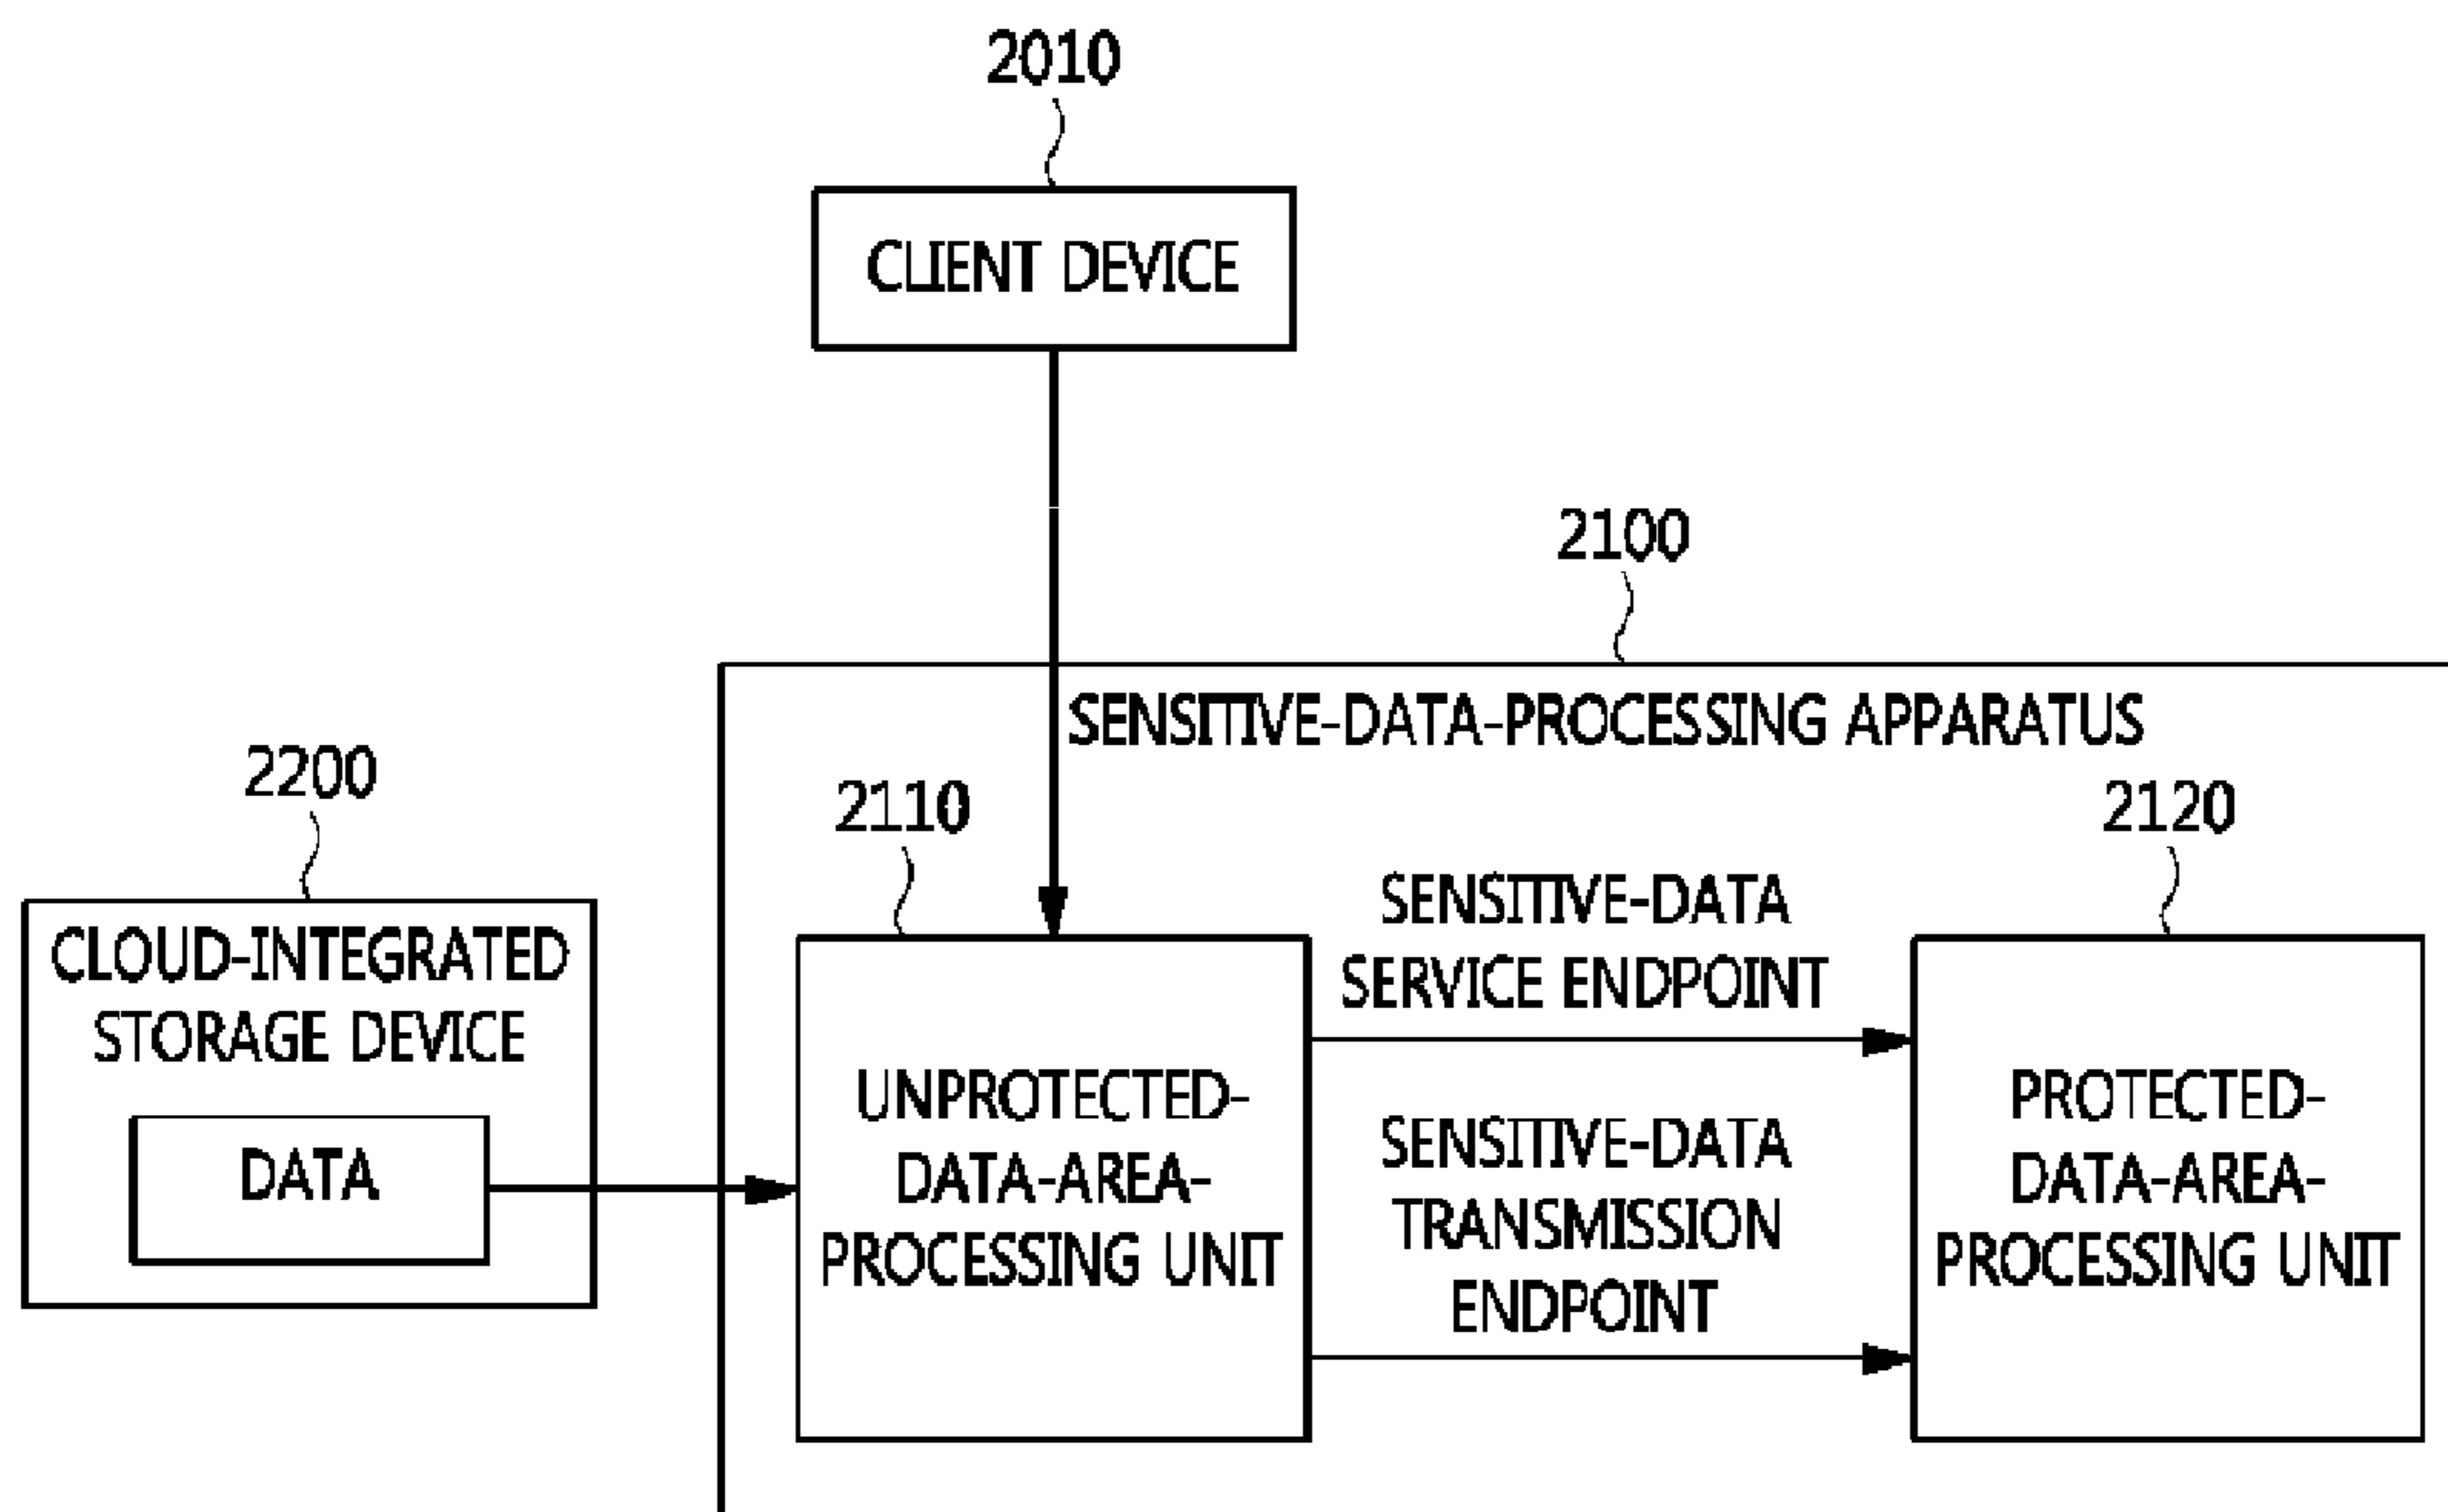 2010
CLIENT DEVICE
2100
SENSITIVE-DATA-PROCESSING APPARATUS
2200
2110
2120
CLOUD-INTEGRATED
STORAGE DEVICE
DATA
UNPROTECTED-
DATA-AREA-
PROCESSING UNIT
SENSITIVE-DATA
SERVICE ENDPOINT
SENSITIVE-DATA
TRANSMISSION
ENDPOINT
PROTECTED-
DATA-AREA-
PROCESSING UNIT